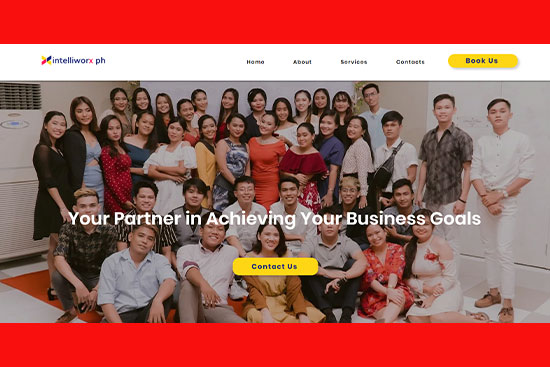 intelliworx ph
Home About Services Contacts Book Us
Your Partner in Achieving Your Business Goals
Contact Us